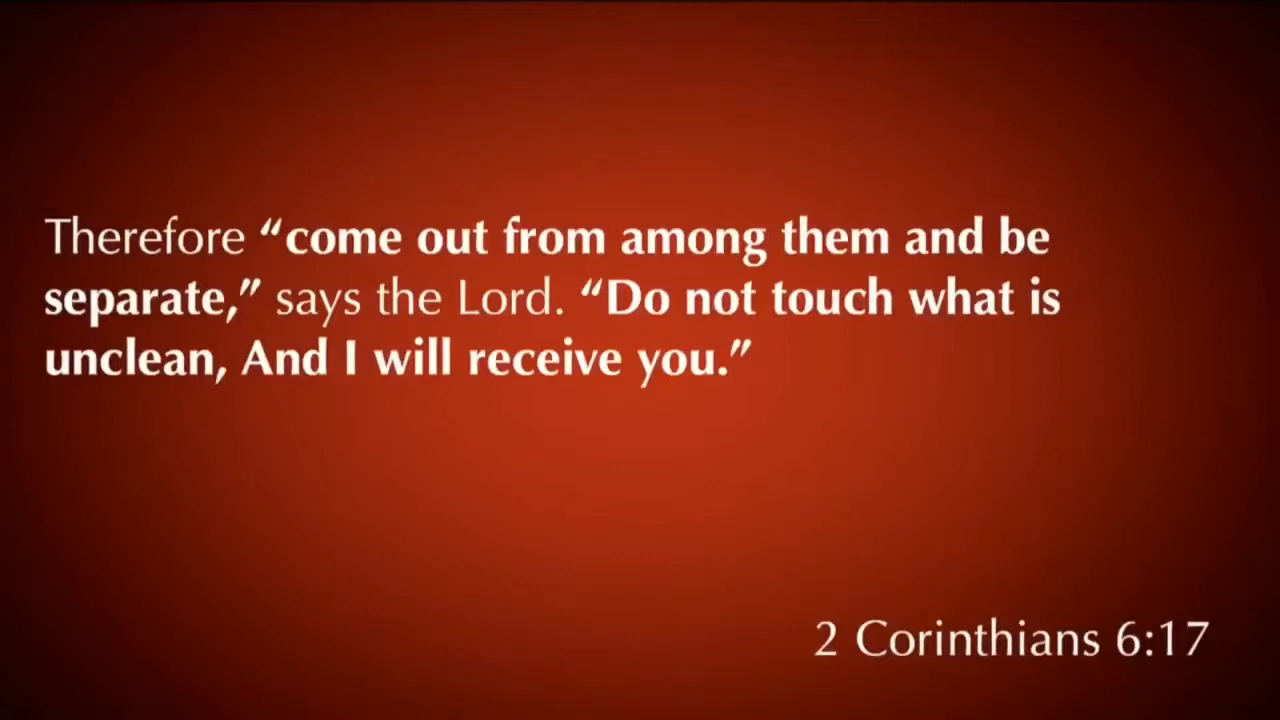 Therefore “come out from among them and be
separate,” says the Lord. “Do not touch what is
unclean, And I will receive you.”
2 Corinthians 6:17